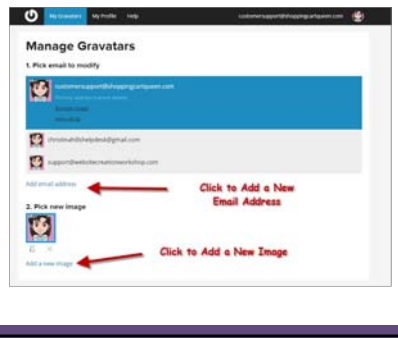 My Gravatars My Profile Help customersupport@shoppingcartqueen.com
Manage Gravatars
1. Pick email to modify
customersupport@shoppingcartqueen.com
christinahills​helpdesk@gmail.com
support@websitecreationworkshop.com
Add email address
Click to Add a New
Email Address
2. Pick new image
Click to Add a New Image
Add a new image